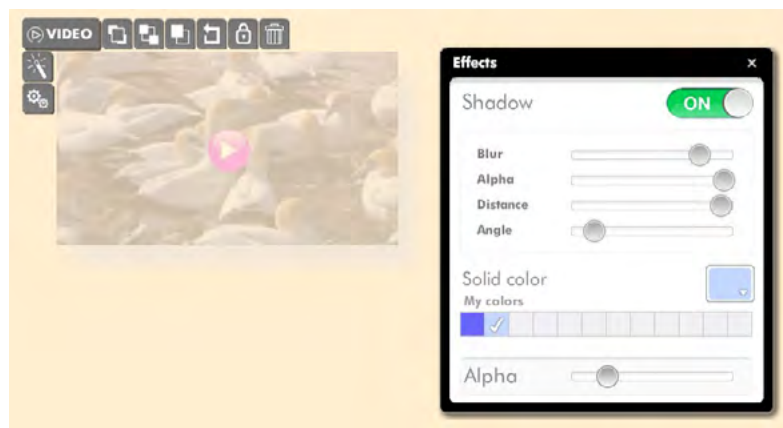 VIDEO
Effects
Shadow
ON
Blur
Alpha
Distance
Angle
Solid color
My colors
Alpha